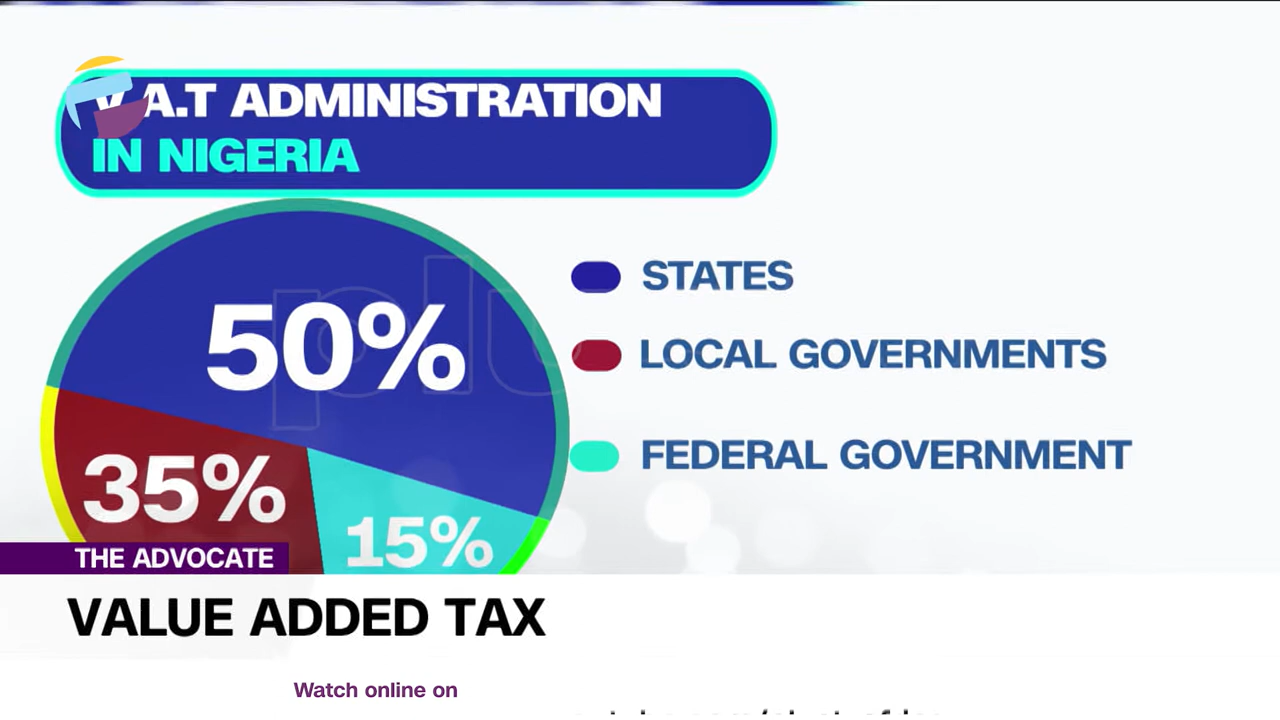 V.A.T ADMINISTRATION
IN NIGERIA
50%
35%
15%
STATES
LOCAL GOVERNMENTS
FEDERAL GOVERNMENT
plu
THE ADVOCATE
VALUE ADDED TAX
Watch online on